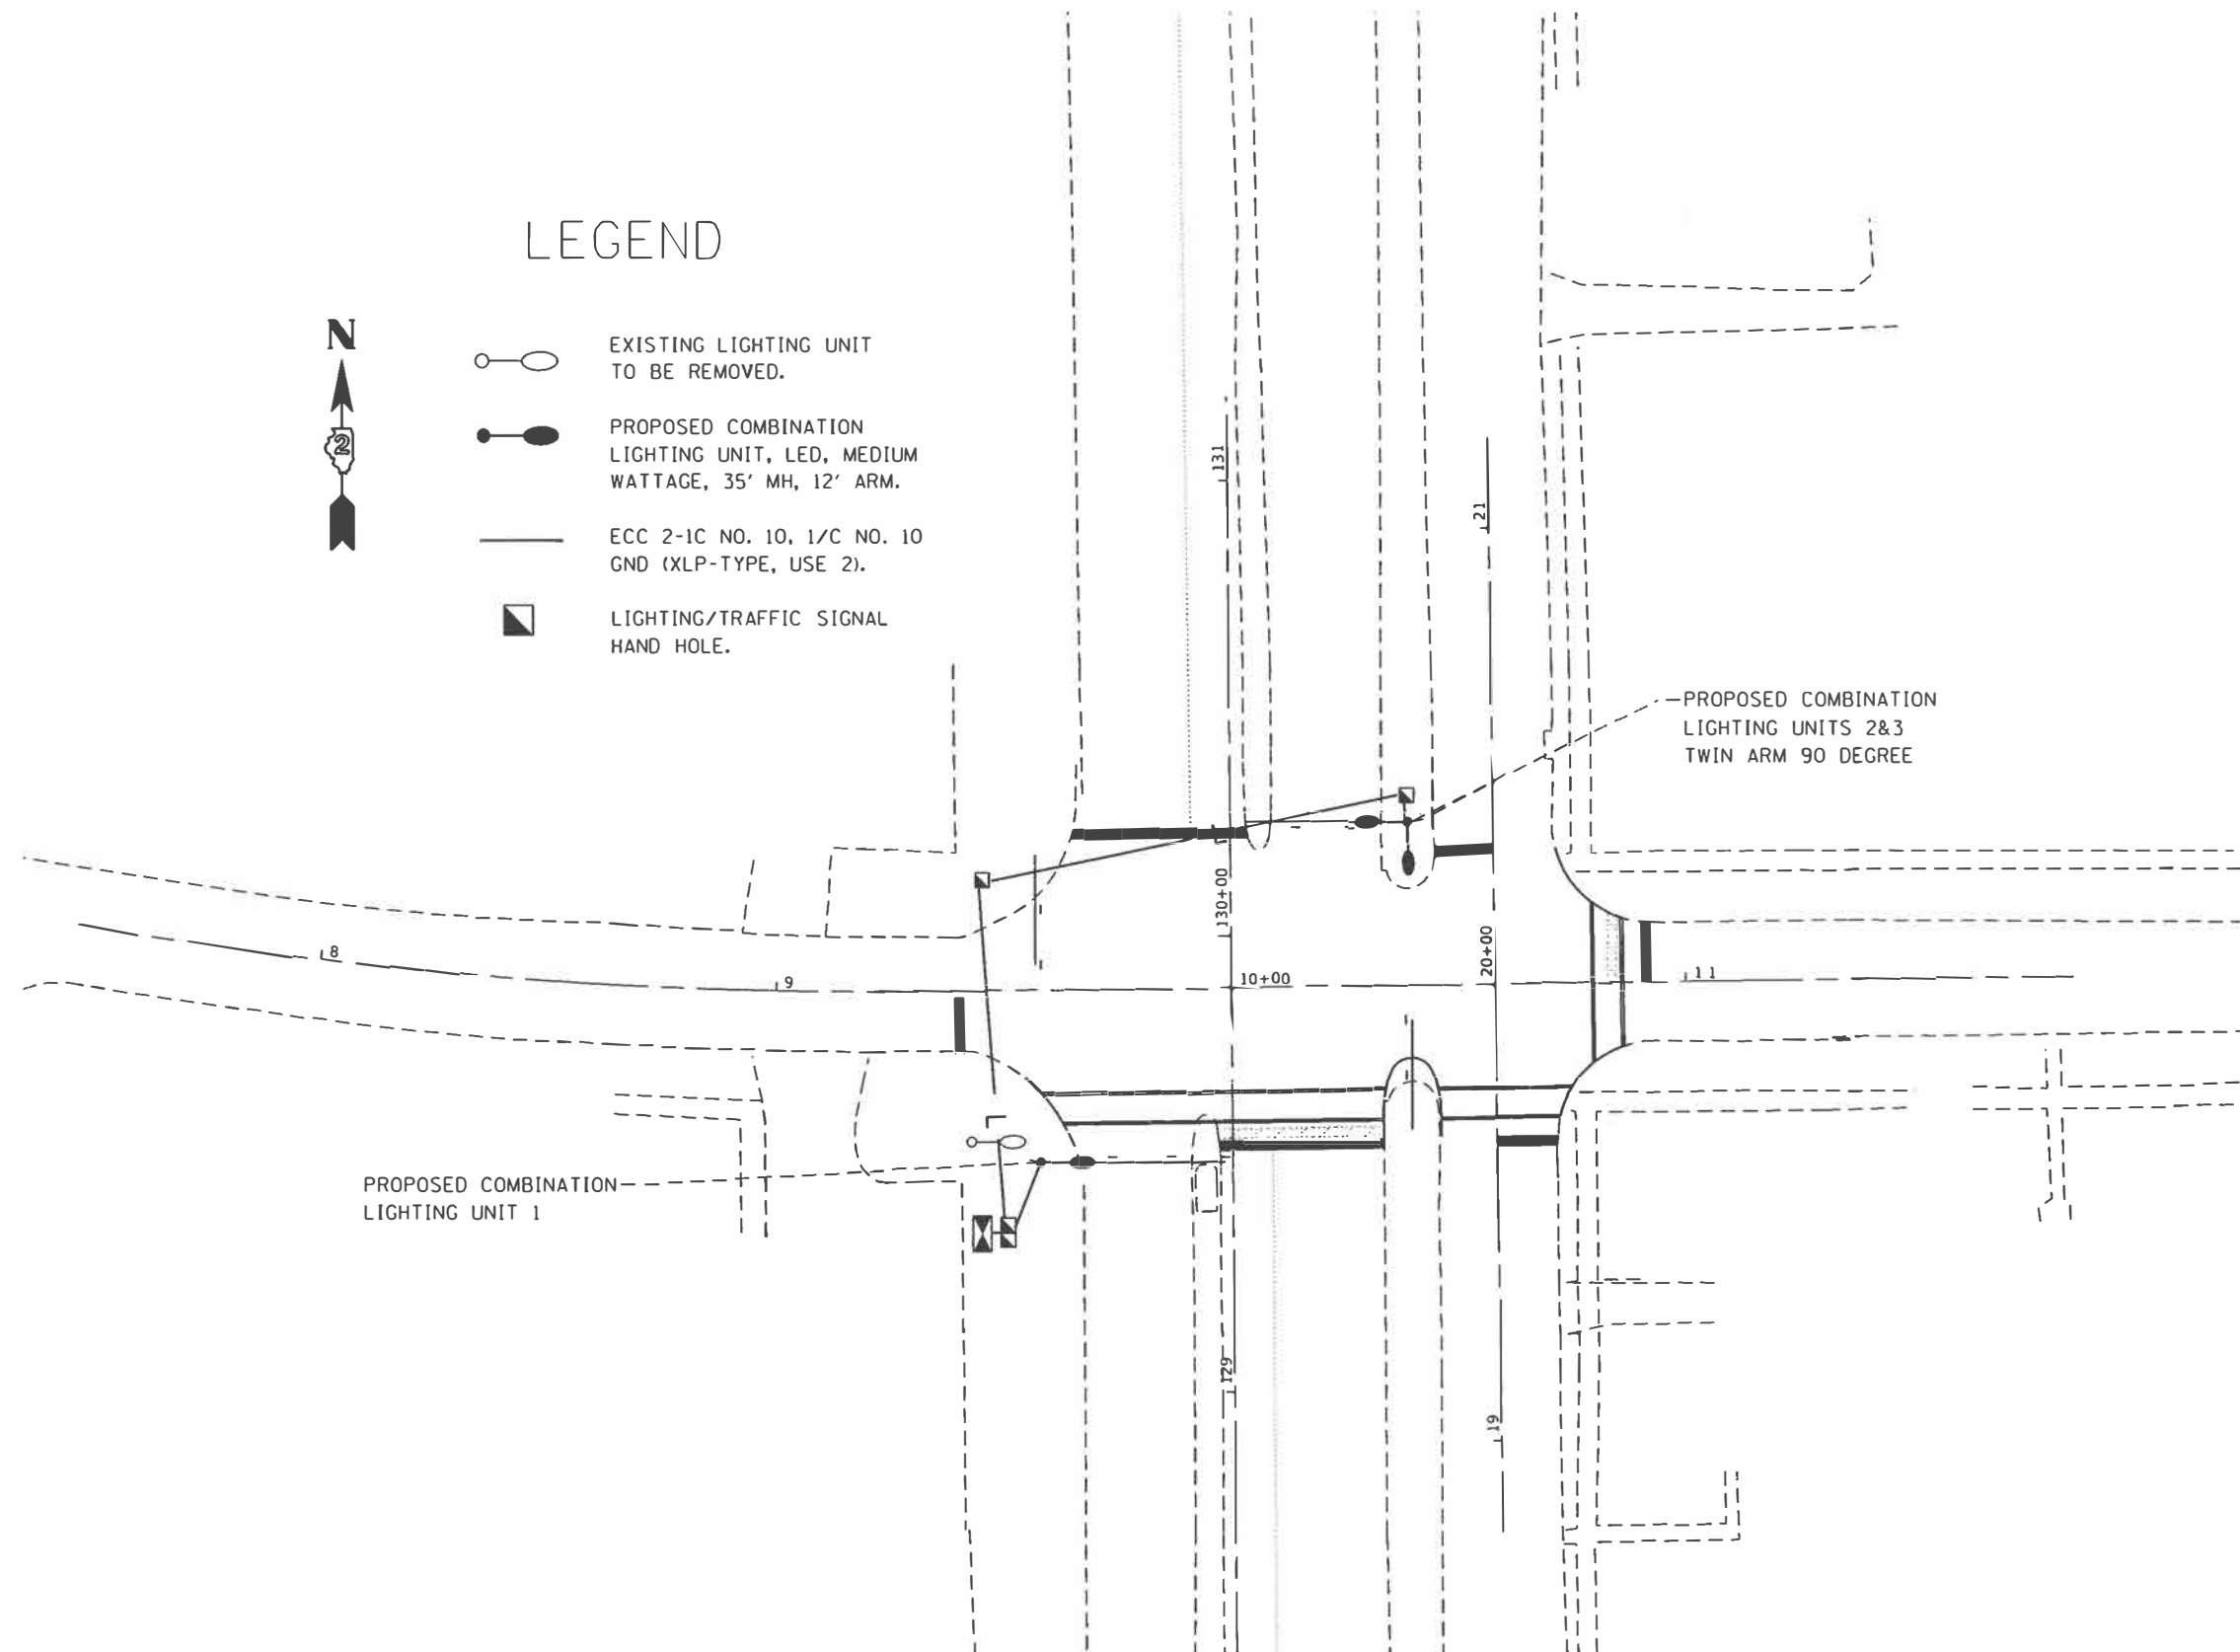 LEGEND
N
2
EXISTING LIGHTING UNIT
TO BE REMOVED.
PROPOSED COMBINATION
LIGHTING UNIT, LED, MEDIUM
WATTAGE, 35' MH, 12' ARM.
ECC 2-1C NO. 10, 1/C NO. 10
GND (XLP-TYPE, USE 2).
LIGHTING/TRAFFIC SIGNAL
HAND HOLE.
131
21
PROPOSED COMBINATION
LIGHTING UNITS 2&3
TWIN ARM 90 DEGREE
130+00
20+00
8
9
10+00
11
PROPOSED COMBINATION
LIGHTING UNIT 1
129
19